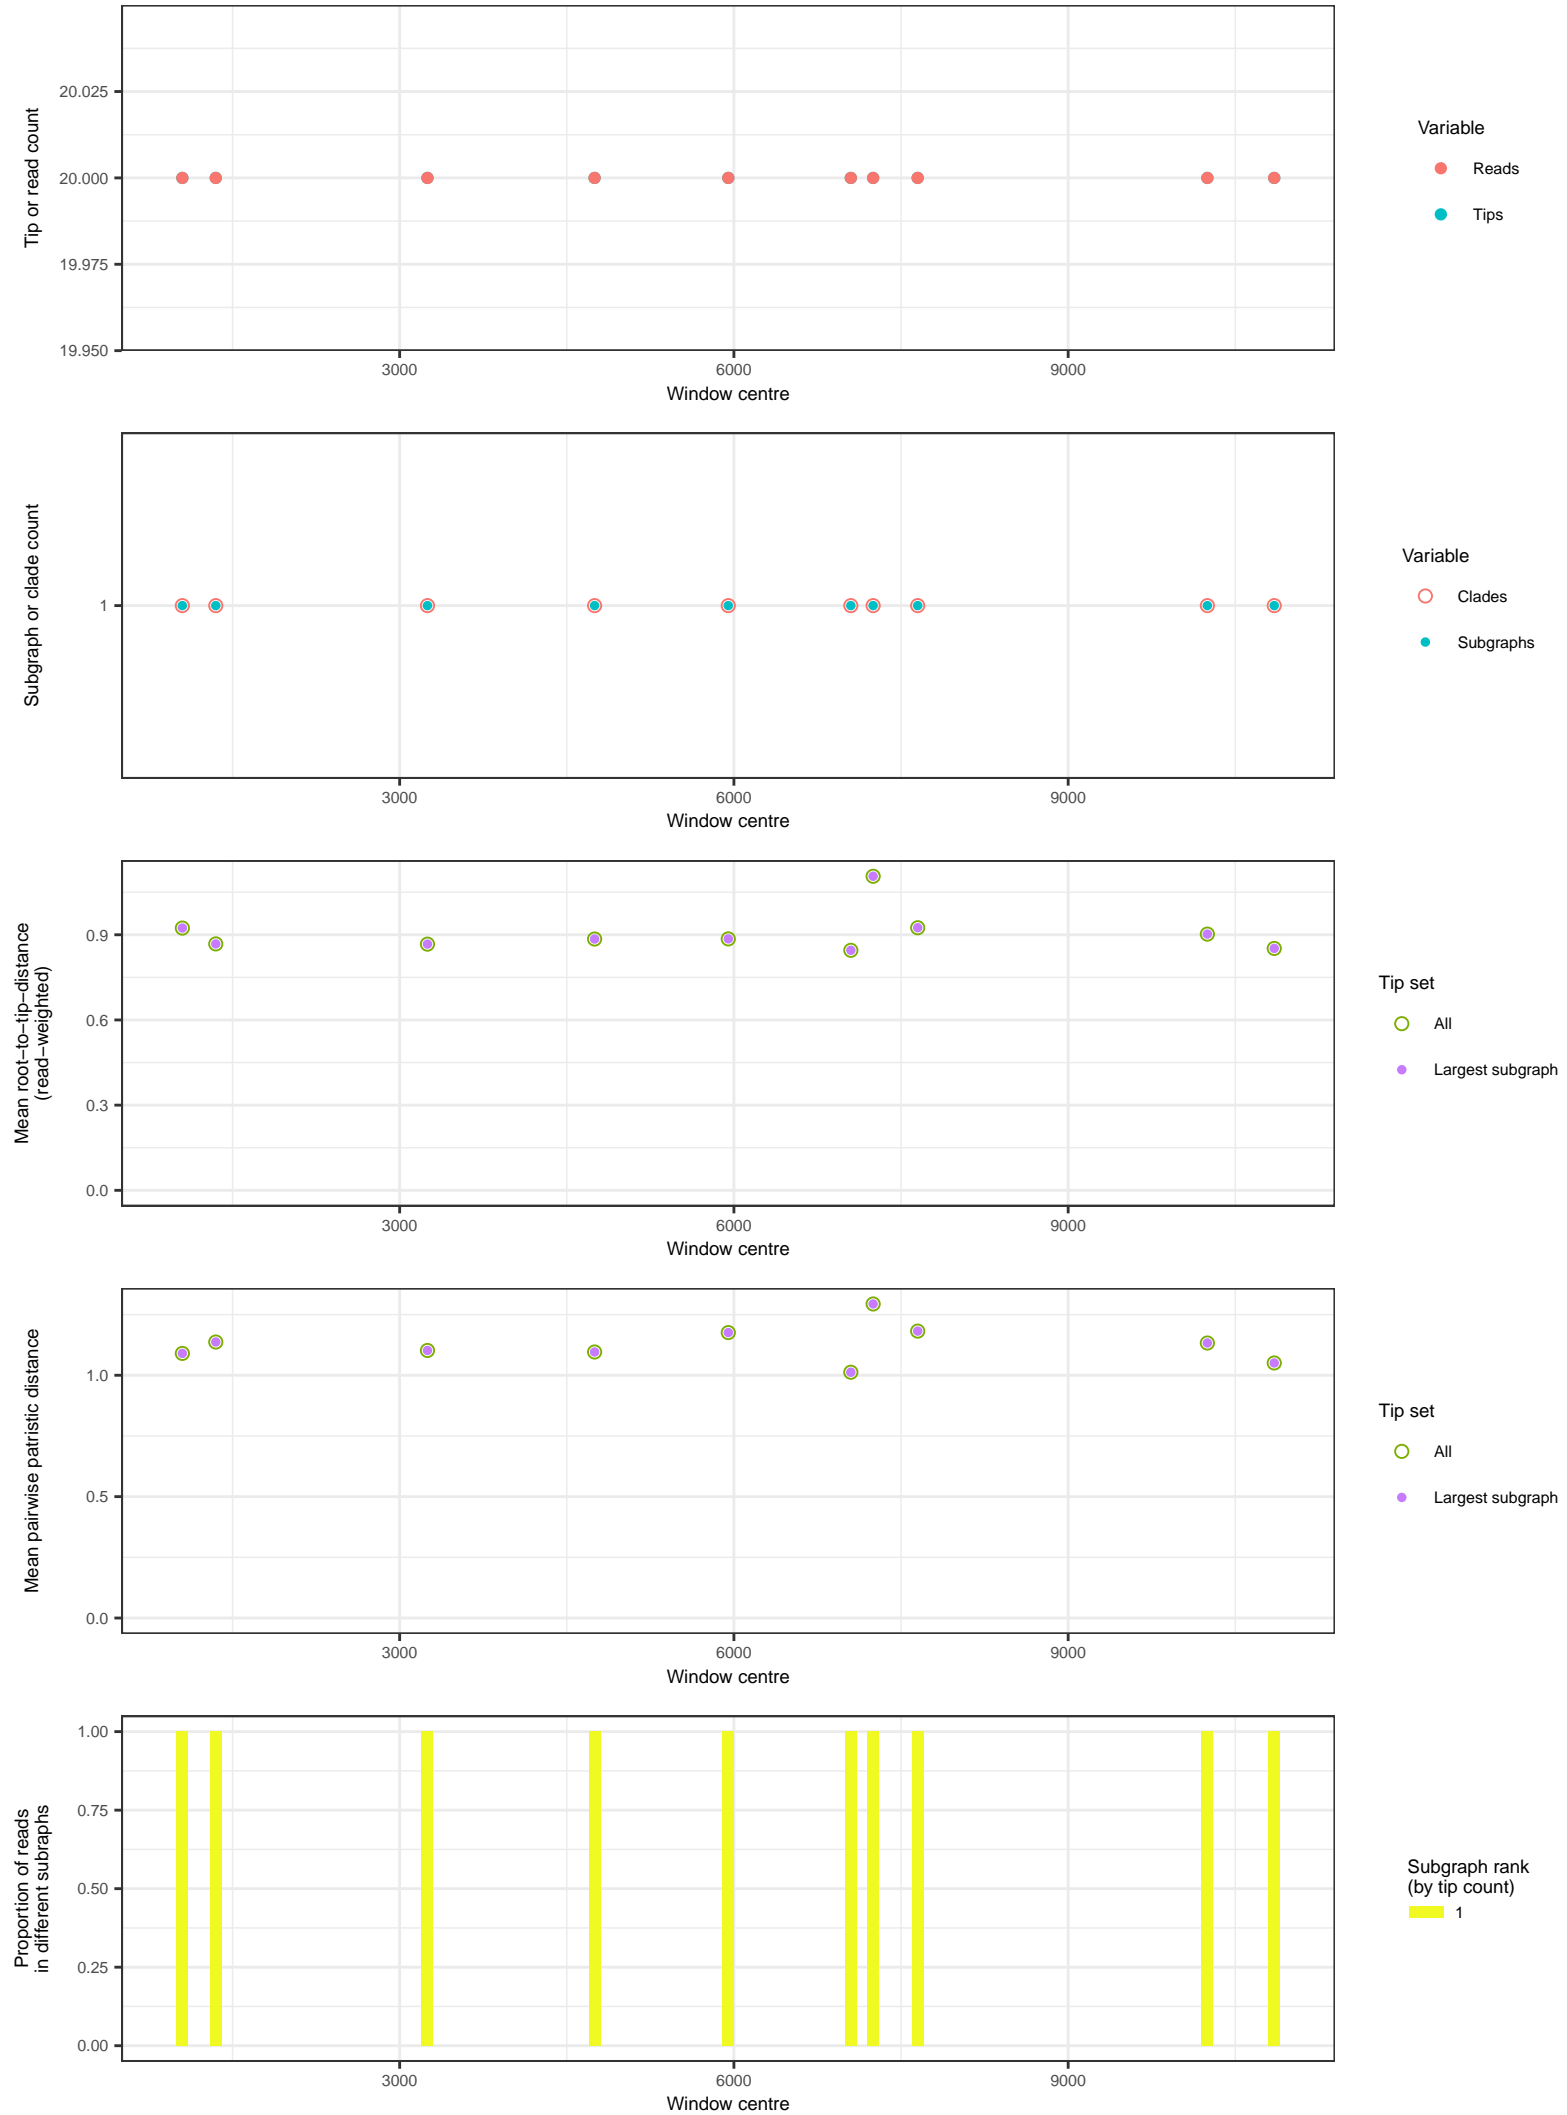 Tip or read count
20.025
20.000
19.975
19.950
3000
6000
9000
Window centre
Variable
Reads
Tips
Subgraph or clade count
1
3000
6000
9000
Window centre
Variable
Clades
Subgraphs
Mean root−to−tip−distance
(read−weighted)
0.9
0.6
0.3
0.0
3000
6000
9000
Window centre
Tip set
All
Largest subgraph
Mean pairwise patristic distance
1.0
0.5
0.0
3000
6000
9000
Window centre
Tip set
All
Largest subgraph
Proportion of reads
in different subraphs
1.00
0.75
0.50
0.25
0.00
3000
6000
9000
Window centre
Subgraph rank
(by tip count)
1